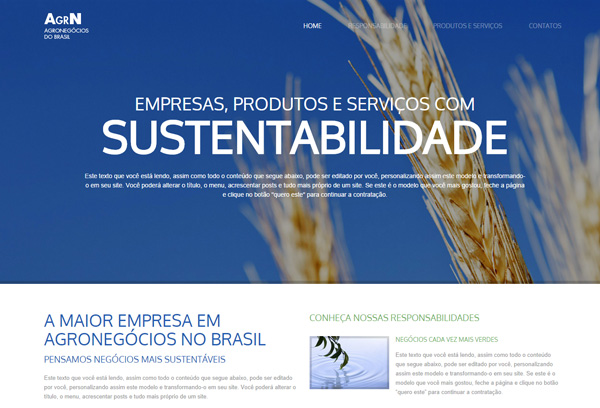 AGRN
AGRONEGÓCIOS
DO BRASIL
HOME RESPONSABILIDADE PRODUTOS E SERVIÇOS CONTATOS
EMPRESAS, PRODUTOS E SERVIÇOS COM
SUSTENTABILIDADE
Este texto que você está lendo, assim como todo o conteúdo que segue abaixo, pode ser editado por você, personalizando assim este modelo e transformando-
o em seu site. Você poderá alterar o título, o menu, acrescentar posts e tudo mais próprio de um site. Se este é o modelo que você mais gostou, feche a página
e clique no botão "quero este" para continuar a contratação.
A MAIOR EMPRESA EM
AGRONEGÓCIOS NO BRASIL
PENSAMOS NEGÓCIOS MAIS SUSTENTÁVEIS
Este texto que você está lendo, assim como todo o conteúdo que segue abaixo, pode ser editado
por você, personalizando assim este modelo e transformando-o em seu site. Você poderá alterar o
título, o menu, acrescentar posts e tudo mais próprio de um site.
CONHEÇA NOSSAS RESPONSABILIDADES
NEGÓCIOS CADA VEZ MAIS VERDES
Este texto que você está lendo, assim como todo o conteúdo
que segue abaixo, pode ser editado por você, personalizando
assim este modelo e transformando-o em seu site. Se este é o
modelo que você mais gostou, feche a página e clique no botão
"quero este" para continuar a contratação.